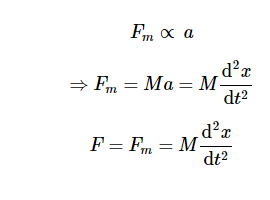 F_m ∝ a
⇒ F_m = Ma = M d²x/dt²
F = F_m = M d²x/dt²